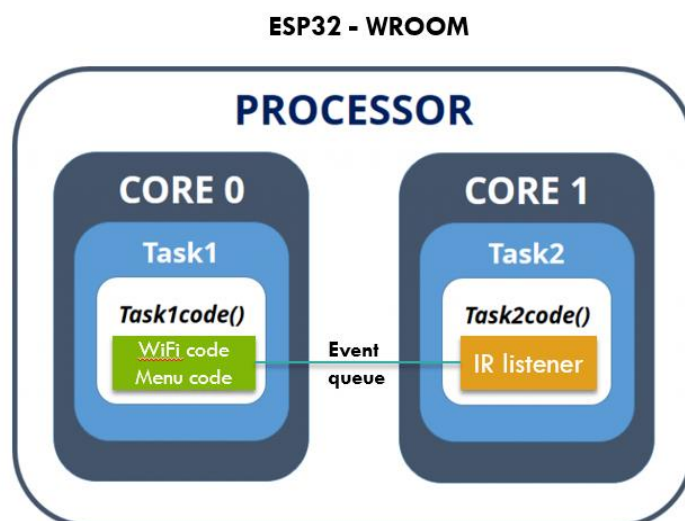 ESP32 - WROOM
PROCESSOR
CORE 0
Task1
Task1code()
WiFi code
Menu code
Event
queue
CORE 1
Task2
Task2code()
IR listener